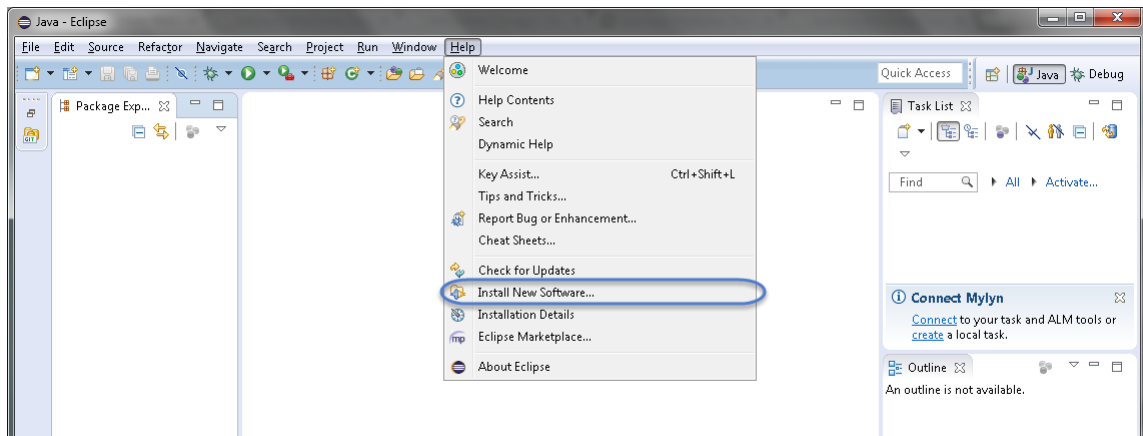 Java - Eclipse
File Edit Source Refactor Navigate Search Project Run Window Help
Quick Access Java Debug
Package Exp...
GIT
Welcome
Help Contents
Search
Dynamic Help
Key Assist... Ctrl+Shift+L
Tips and Tricks...
Report Bug or Enhancement...
Cheat Sheets...
Check for Updates
Install New Software...
Installation Details
mp Eclipse Marketplace...
About Eclipse
Task List
Find All Activate...
Connect Mylyn
Connect to your task and ALM tools or
create a local task.
Outline
An outline is not available.